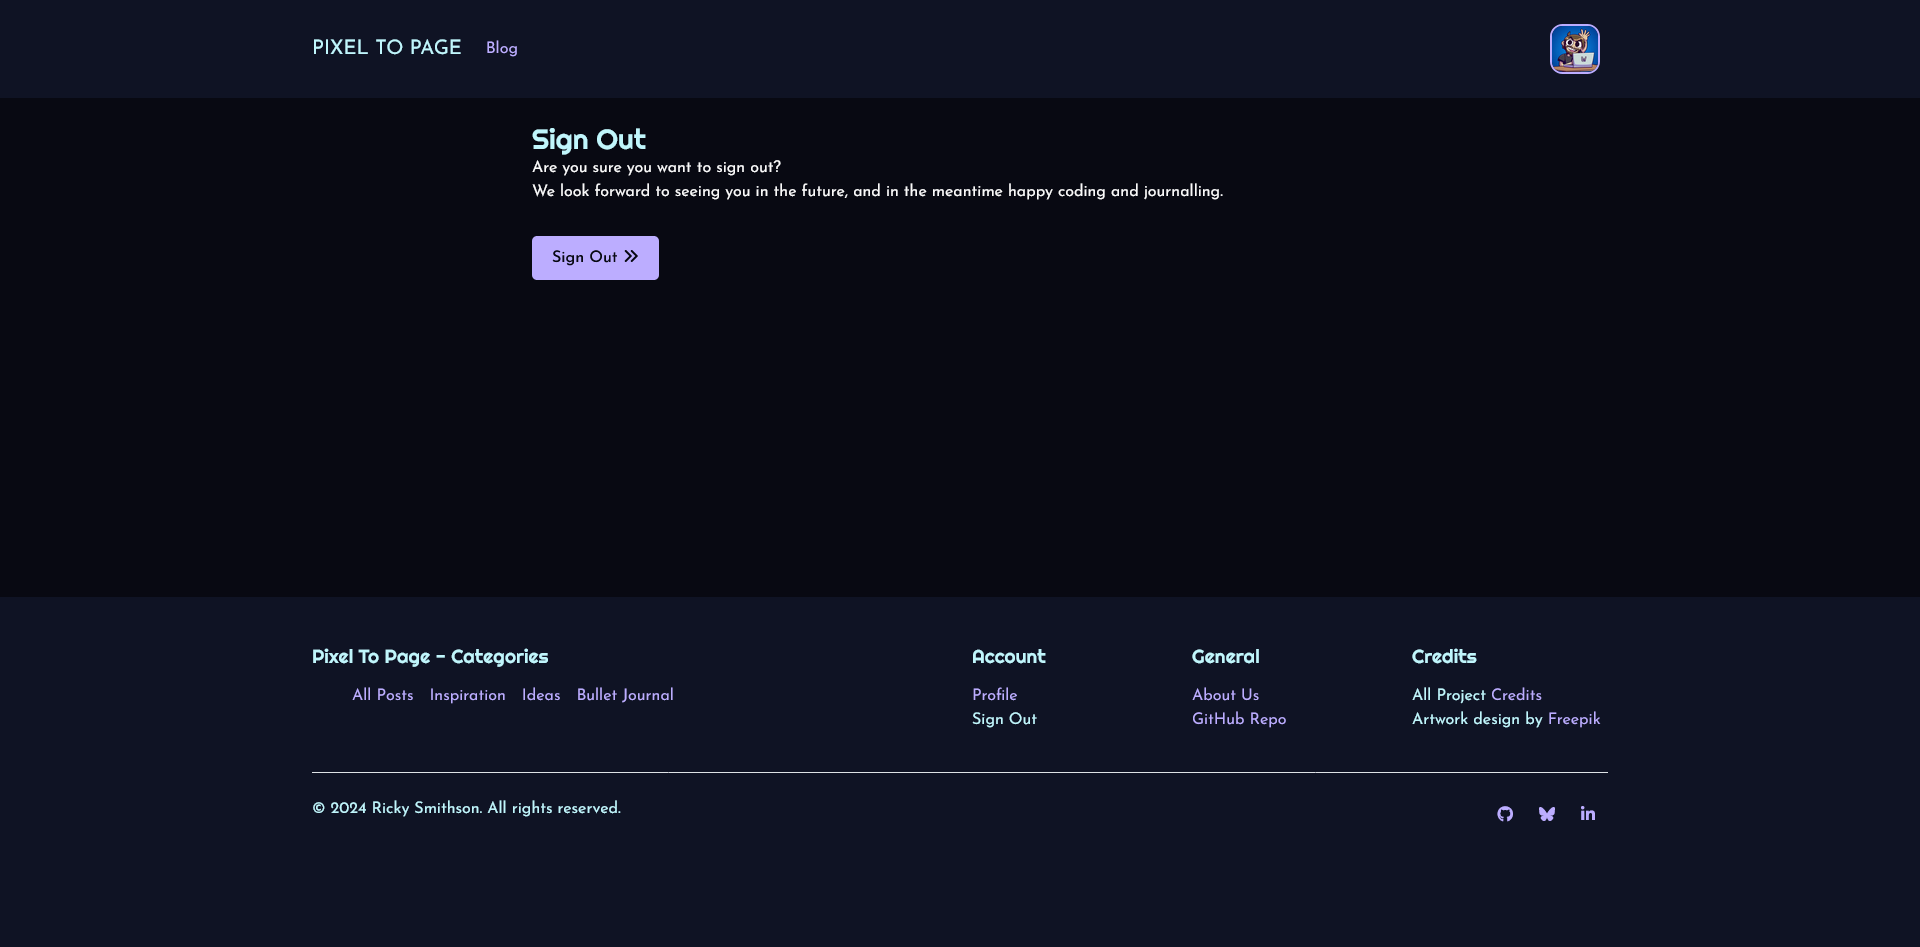 PIXEL TO PAGE Blog
Sign Out
Are you sure you want to sign out?
We look forward to seeing you in the future, and in the meantime happy coding and journalling.
Sign Out
Pixel To Page - Categories
All Posts Inspiration Ideas Bullet Journal
Account
Profile
Sign Out
General
About Us
GitHub Repo
Credits
All Project Credits
Artwork design by Freepik
© 2024 Ricky Smithson. All rights reserved.
in